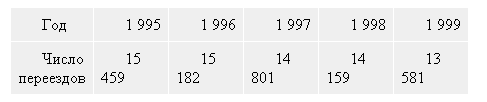 Год 1 995 1 996 1 997 1 998 1 999
Число 15 15 14 14 13
переездов 459 182 801 159 581